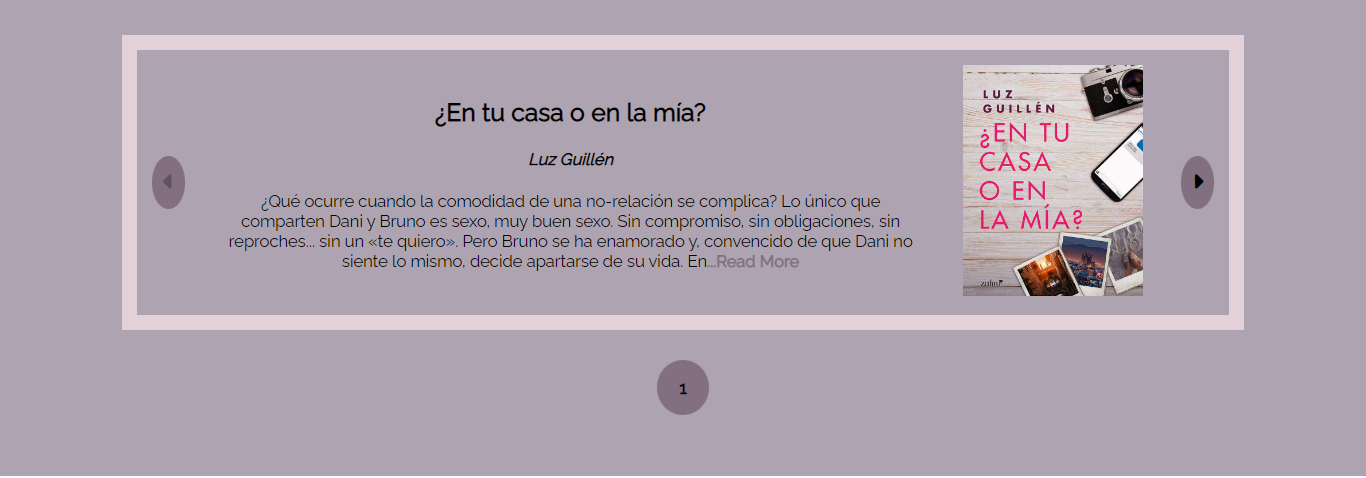 ¿En tu casa o en la mía?
Luz Guillén
¿Qué ocurre cuando la comodidad de una no-relación se complica? Lo único que
comparten Dani y Bruno es sexo, muy buen sexo. Sin compromiso, sin obligaciones, sin
reproches... sin un «te quiero». Pero Bruno se ha enamorado y, convencido de que Dani no
siente lo mismo, decide apartarse de su vida. En...Read More
LUZ
GUILLÉN
¿EN TU
CASA
O EN
LA MÍA?
zafiro
1